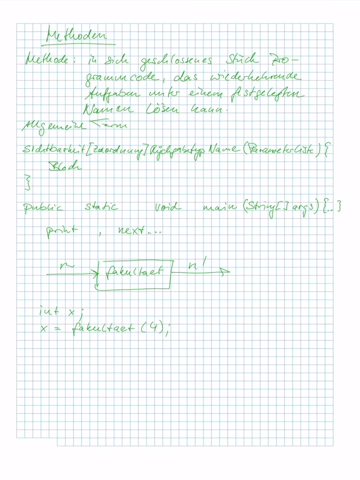 Methoden
Methode: in sich geschlossenes Stück Pro-
grammcode, das wiederkehrende
Aufgaben unter einem festgelegten
Namen lösen kann.
Allgemeine Form
Sichtbarkeit [Zuordnung] Rückgabetyp Name (Parameterliste) {
Block
}
public static void main (String[] args) {..}
print, next...
n fakultaet n!
int x;
x = fakultaet (4);